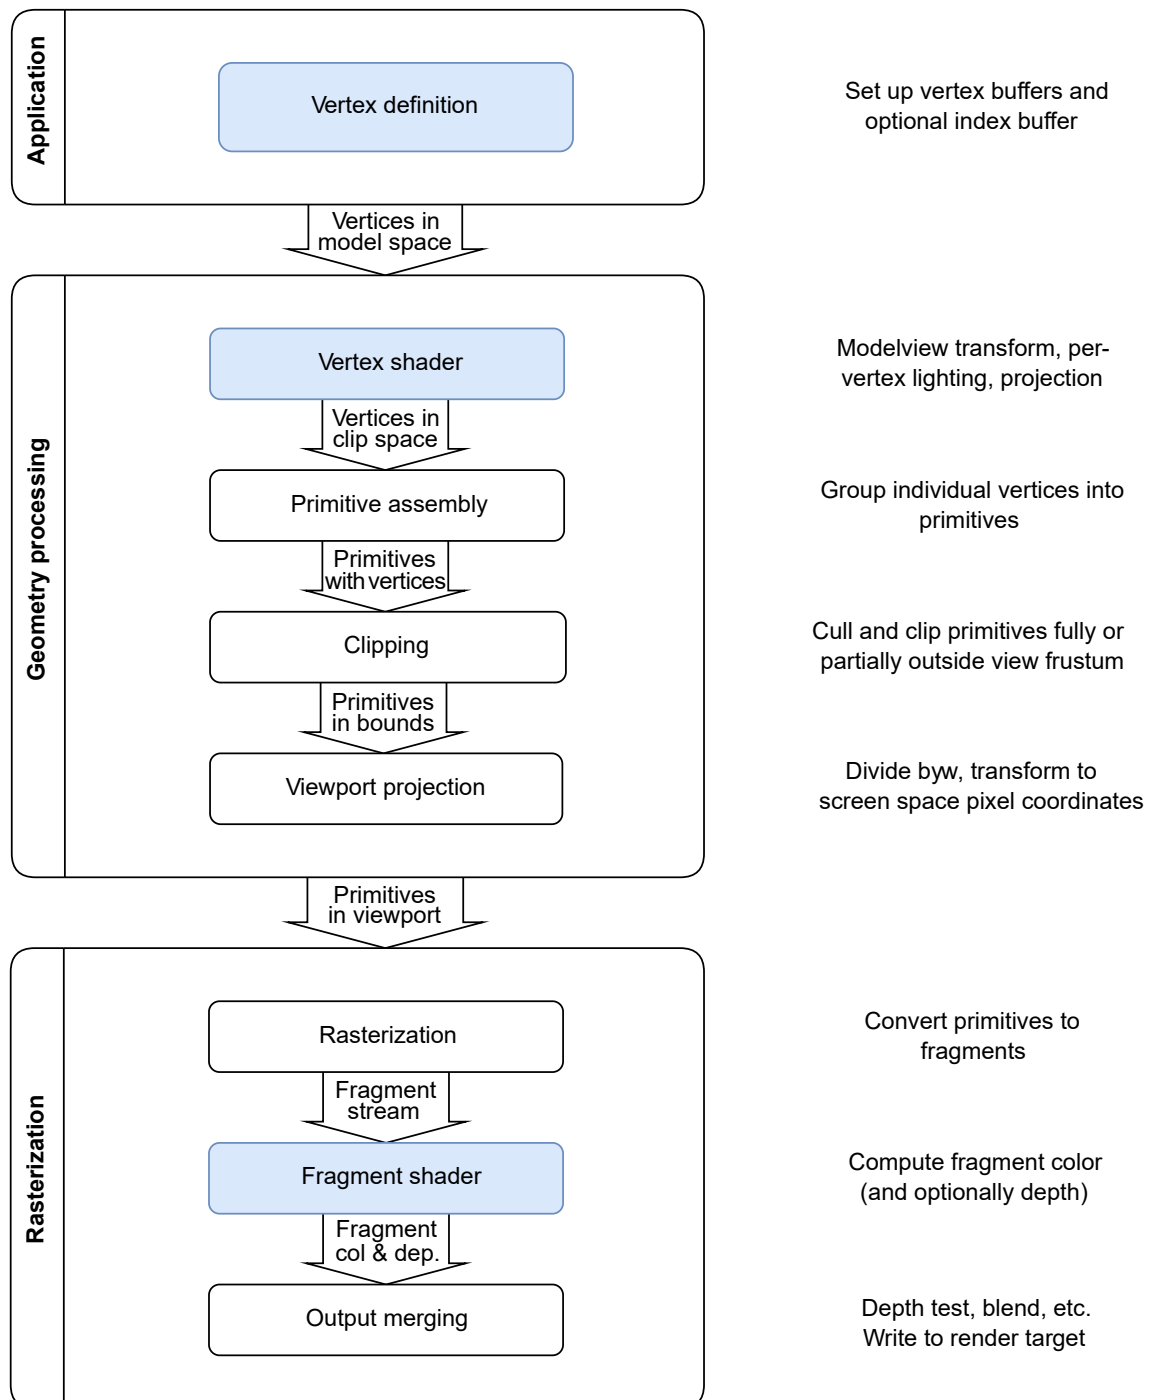 Application
Vertex definition
Set up vertex buffers and
optional index buffer
Vertices in
model space
Geometry processing
Vertex shader
Modelview transform, per-
vertex lighting, projection
Vertices in
clip space
Primitive assembly
Group individual vertices into
primitives
Primitives
with vertices
Clipping
Cull and clip primitives fully or
partially outside view frustum
Primitives
in bounds
Viewport projection
Divide by w, transform to
screen space pixel coordinates
Primitives
in viewport
Rasterization
Rasterization
Convert primitives to
fragments
Fragment
stream
Fragment shader
Compute fragment color
(and optionally depth)
Fragment
col & dep.
Output merging
Depth test, blend, etc.
Write to render target